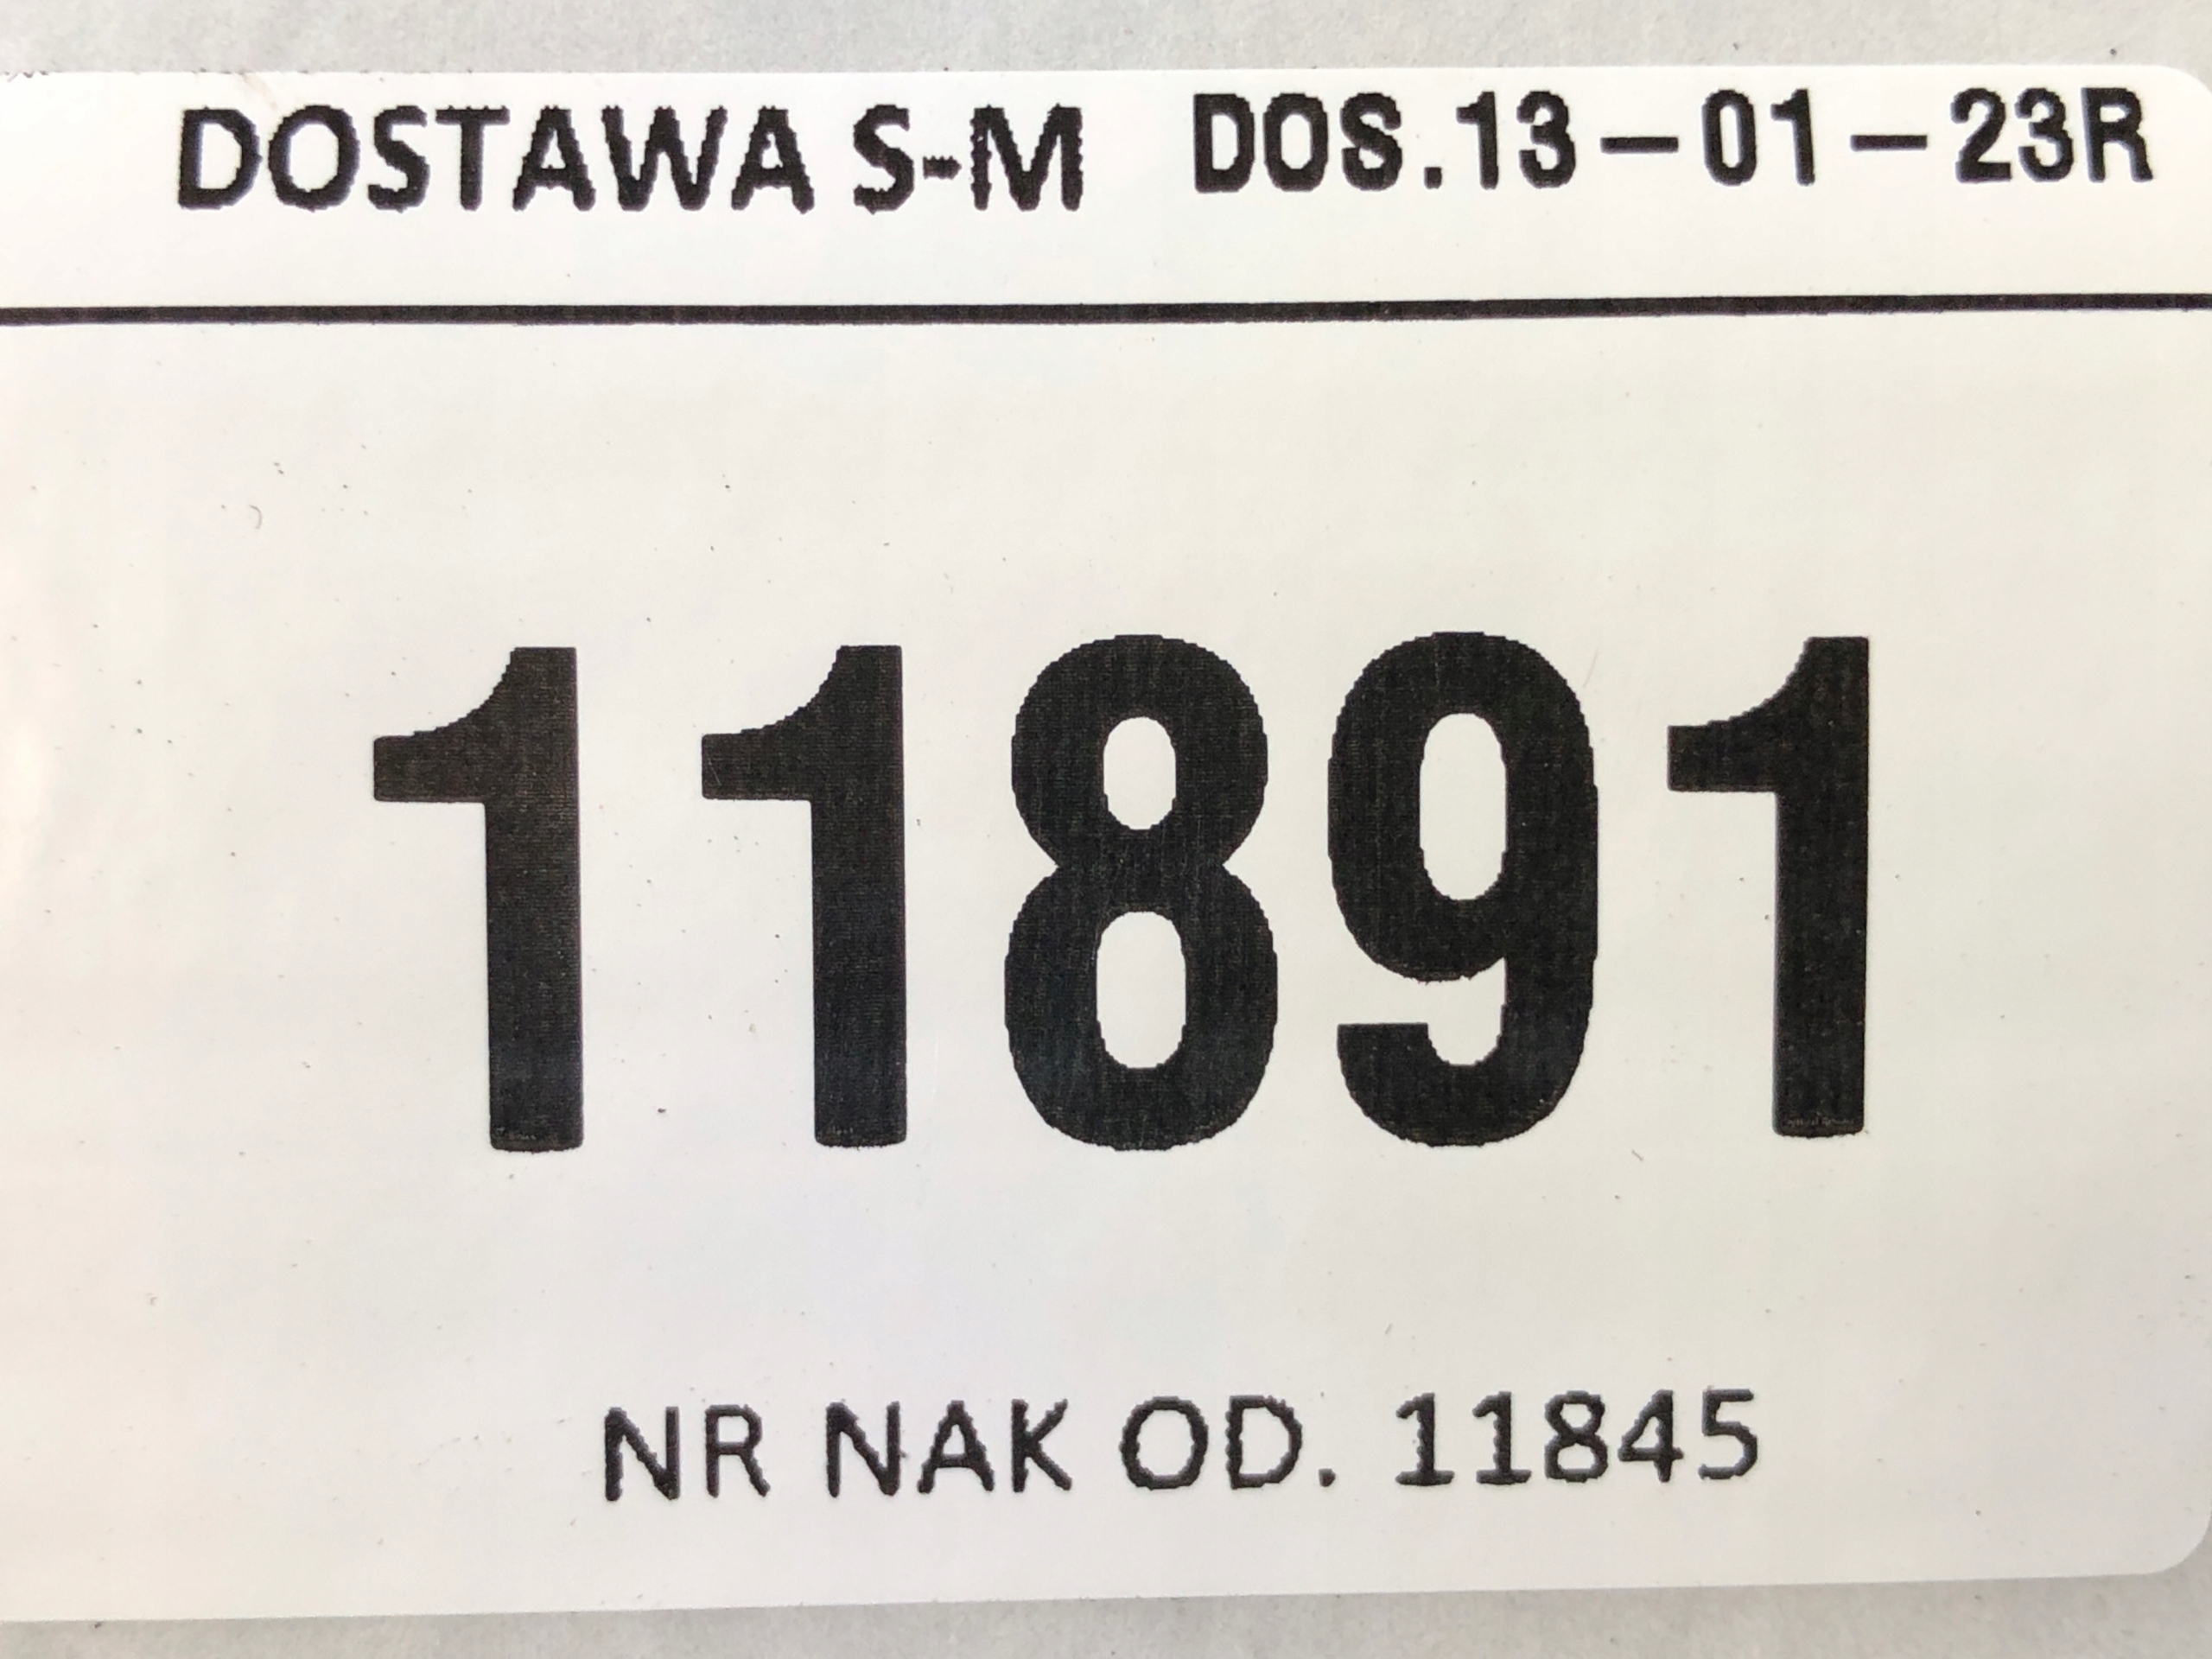 DOSTAWA S-M DOS.13-01-23R
11891
NR NAK OD. 11845